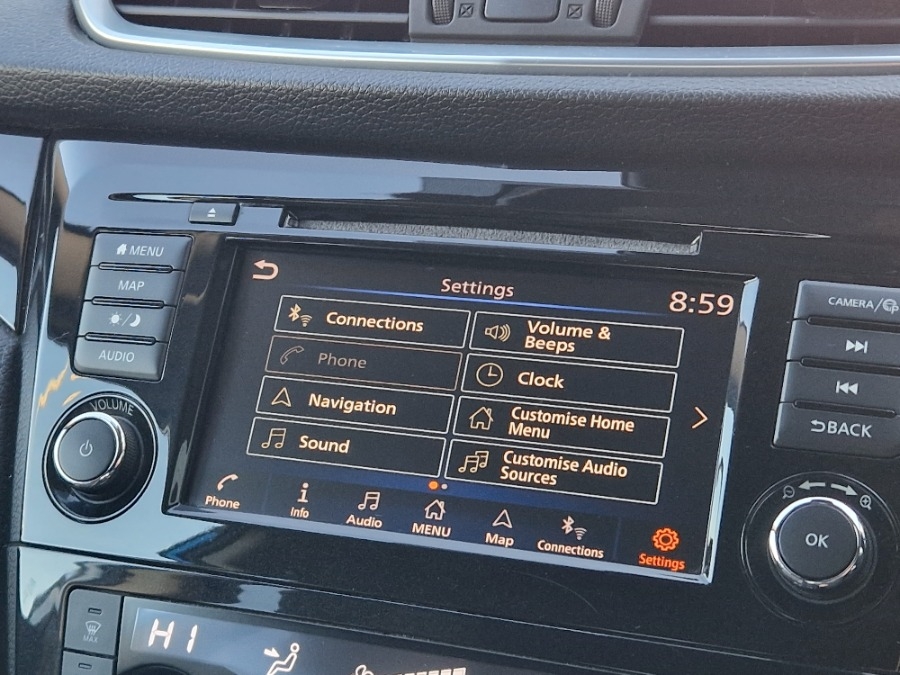 MENU
MAP
AUDIO
VOLUME
Settings
8:59
Connections
Phone
Navigation
Sound
Volume &
Beeps
Clock
Customise Home
Menu
Customise Audio
Sources
Phone
Info
Audio
MENU
Map
Connections
Settings
CAMERA/
BACK
OK
MAX
HI